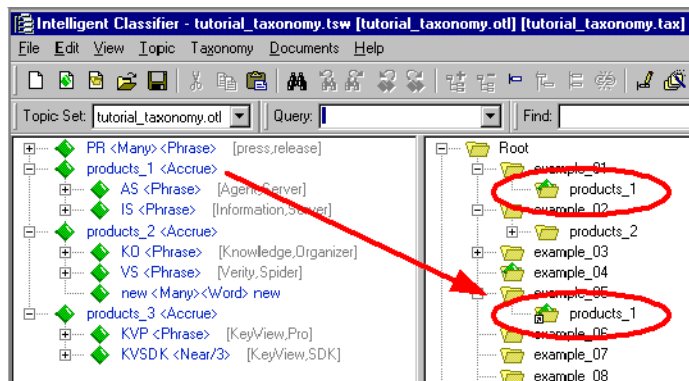 Intelligent Classifier - tutorial_taxonomy.tsw [tutorial_taxonomy.otl] [tutorial_taxonomy.tax]
File Edit View Topic Taxonomy Documents Help
Topic Set: tutorial_taxonomy.otl Query: Find:
PR <Many><Phrase> [press,release]
products_1 <Accrue>
AS <Phrase> [Agent,Server]
IS <Phrase> [Information,Server]
products_2 <Accrue>
KO <Phrase> [Knowledge,Organizer]
VS <Phrase> [Verity,Spider]
new <Many><Word> new
products_3 <Accrue>
KVP <Phrase> [KeyView,Pro]
KVSDK <Near/3> [KeyView,SDK]
Root
example_01
products_1
example_02
products_2
example_03
example_04
example_05
products_1
example_06
example_07
example_08